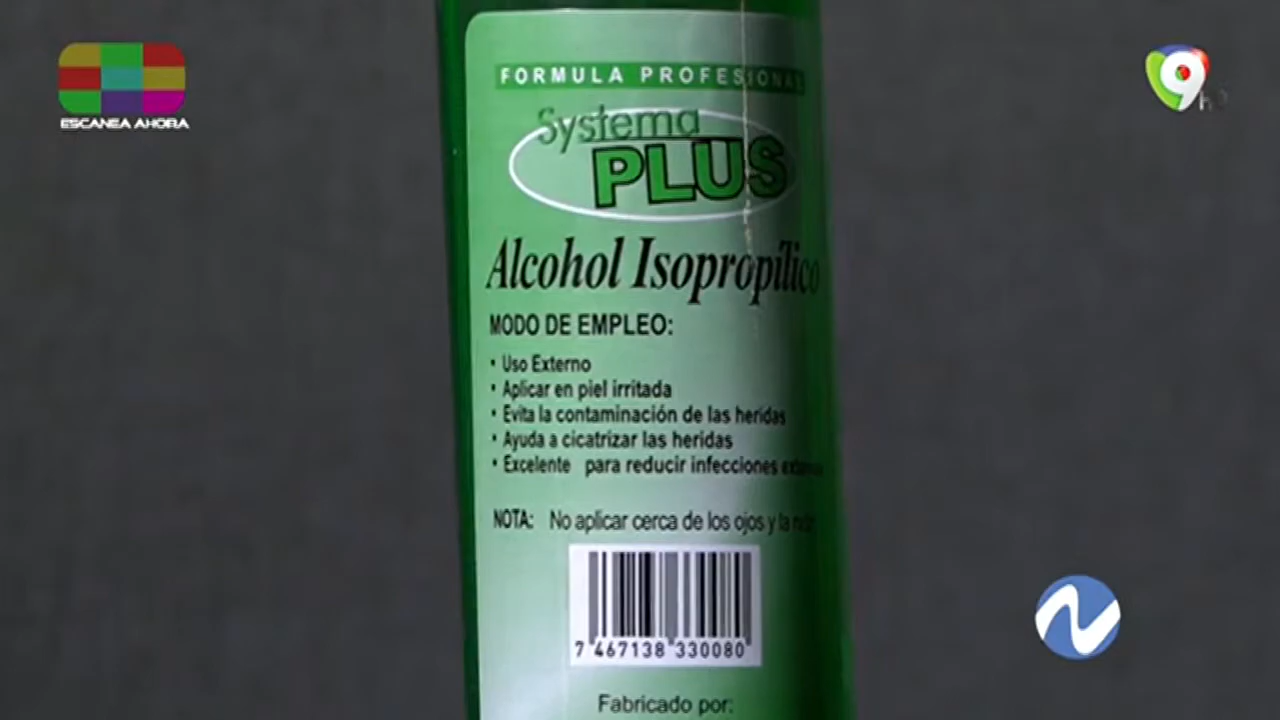 ESCANEA AHORA
9
FORMULA PROFESIONAL
Systema
PLUS
Alcohol Isopropílico
MODO DE EMPLEO:
• Uso Externo
• Aplicar en piel irritada
• Evita la contaminación de las heridas
• Ayuda a cicatrizar las heridas
• Excelente para reducir infecciones
NOTA: No aplicar cerca de los ojos y la
7 467138 330080
Fabricado por: